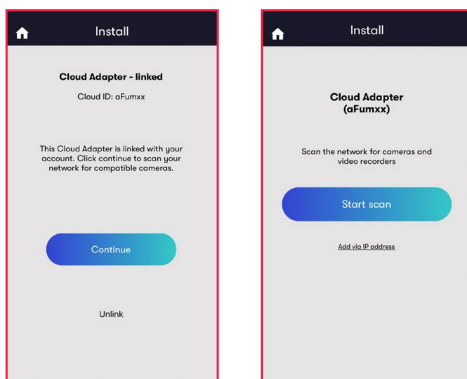 Install
Cloud Adapter - linked
Cloud ID: aFumxx
This Cloud Adapter is linked with your
account. Click continue to scan your
network for compatible cameras.
Continue
Unlink
Install
Cloud Adapter
(aFumxx)
Scan the network for cameras and
video recorders
Start scan
Add via IP address